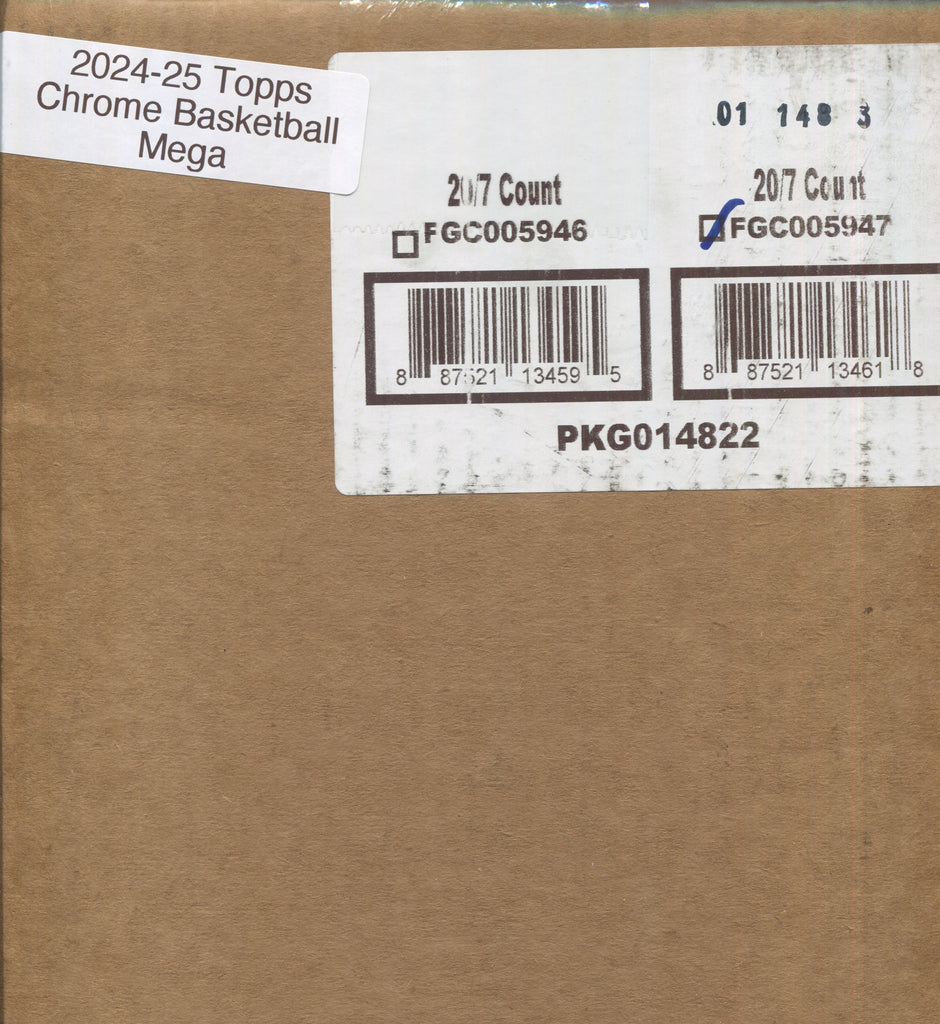 2024-25 Topps
Chrome Basketball
Mega
01 148 3
20/7 Count
FGC005946
8 87521 13459 5
20/7 Count
FGC005947
8 87521 13461 8
PKG014822